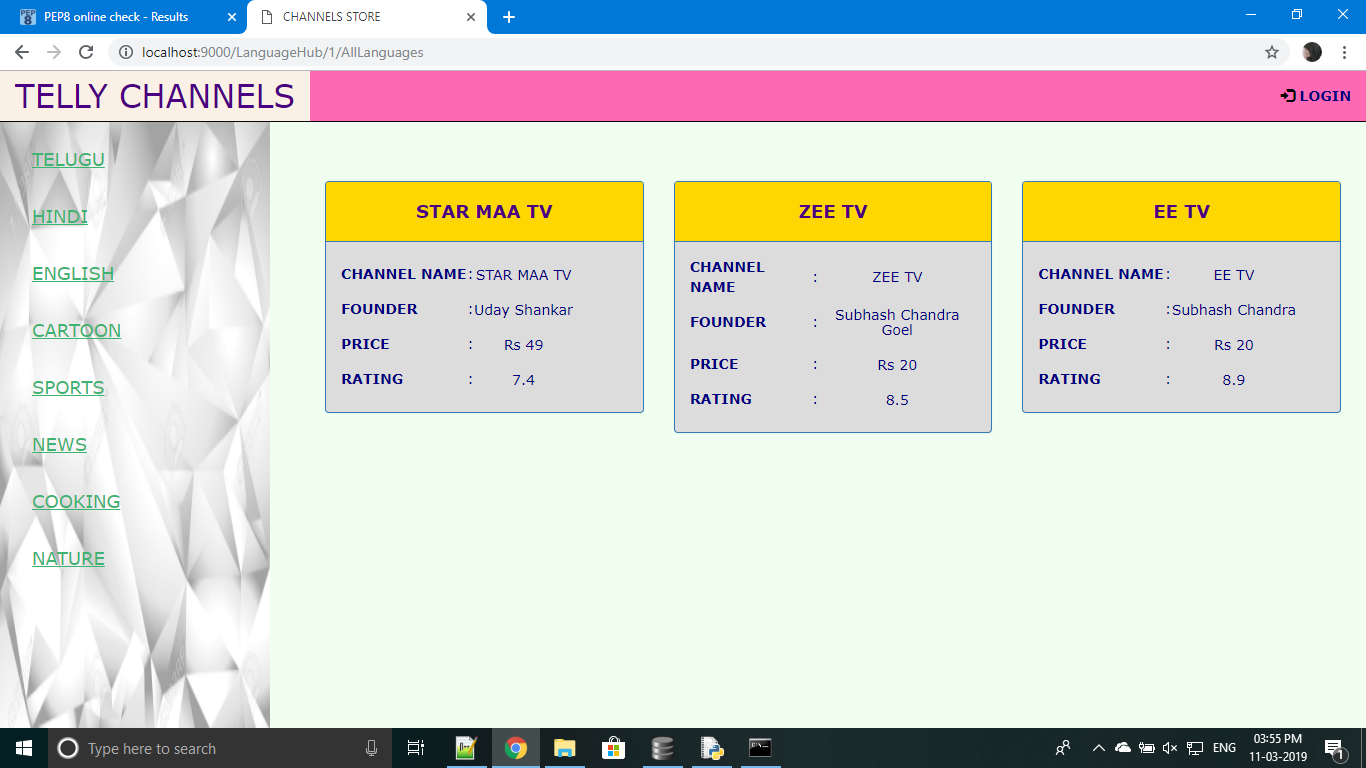 PEP8 online check - Results
CHANNELS STORE
localhost:9000/LanguageHub/1/AllLanguages
TELLY CHANNELS
LOGIN
TELUGU
HINDI
ENGLISH
CARTOON
SPORTS
NEWS
COOKING
NATURE
STAR MAA TV
CHANNEL NAME : STAR MAA TV
FOUNDER : Uday Shankar
PRICE : Rs 49
RATING : 7.4
ZEE TV
CHANNEL
NAME : ZEE TV
FOUNDER : Subhash Chandra
Goel
PRICE : Rs 20
RATING : 8.5
EE TV
CHANNEL NAME : EE TV
FOUNDER : Subhash Chandra
PRICE : Rs 20
RATING : 8.9
Type here to search
ENG
03:55 PM
11-03-2019
1